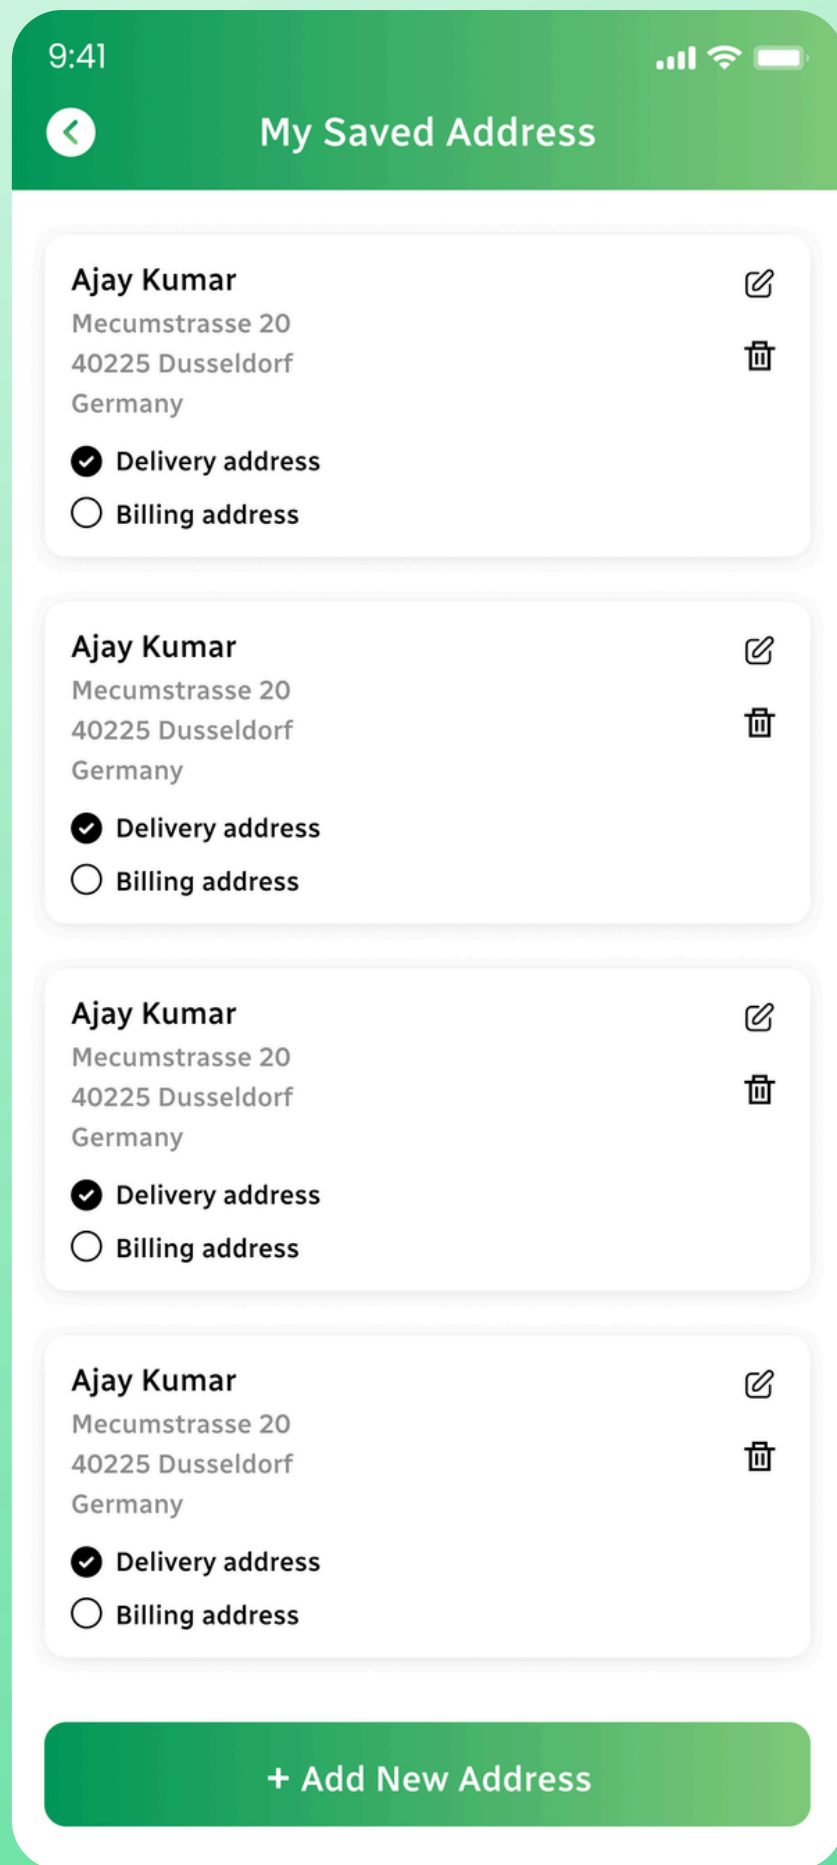 9:41
My Saved Address
Ajay Kumar
Mecumstrasse 20
40225 Dusseldorf
Germany
Delivery address
Billing address
Ajay Kumar
Mecumstrasse 20
40225 Dusseldorf
Germany
Delivery address
Billing address
Ajay Kumar
Mecumstrasse 20
40225 Dusseldorf
Germany
Delivery address
Billing address
Ajay Kumar
Mecumstrasse 20
40225 Dusseldorf
Germany
Delivery address
Billing address
+ Add New Address